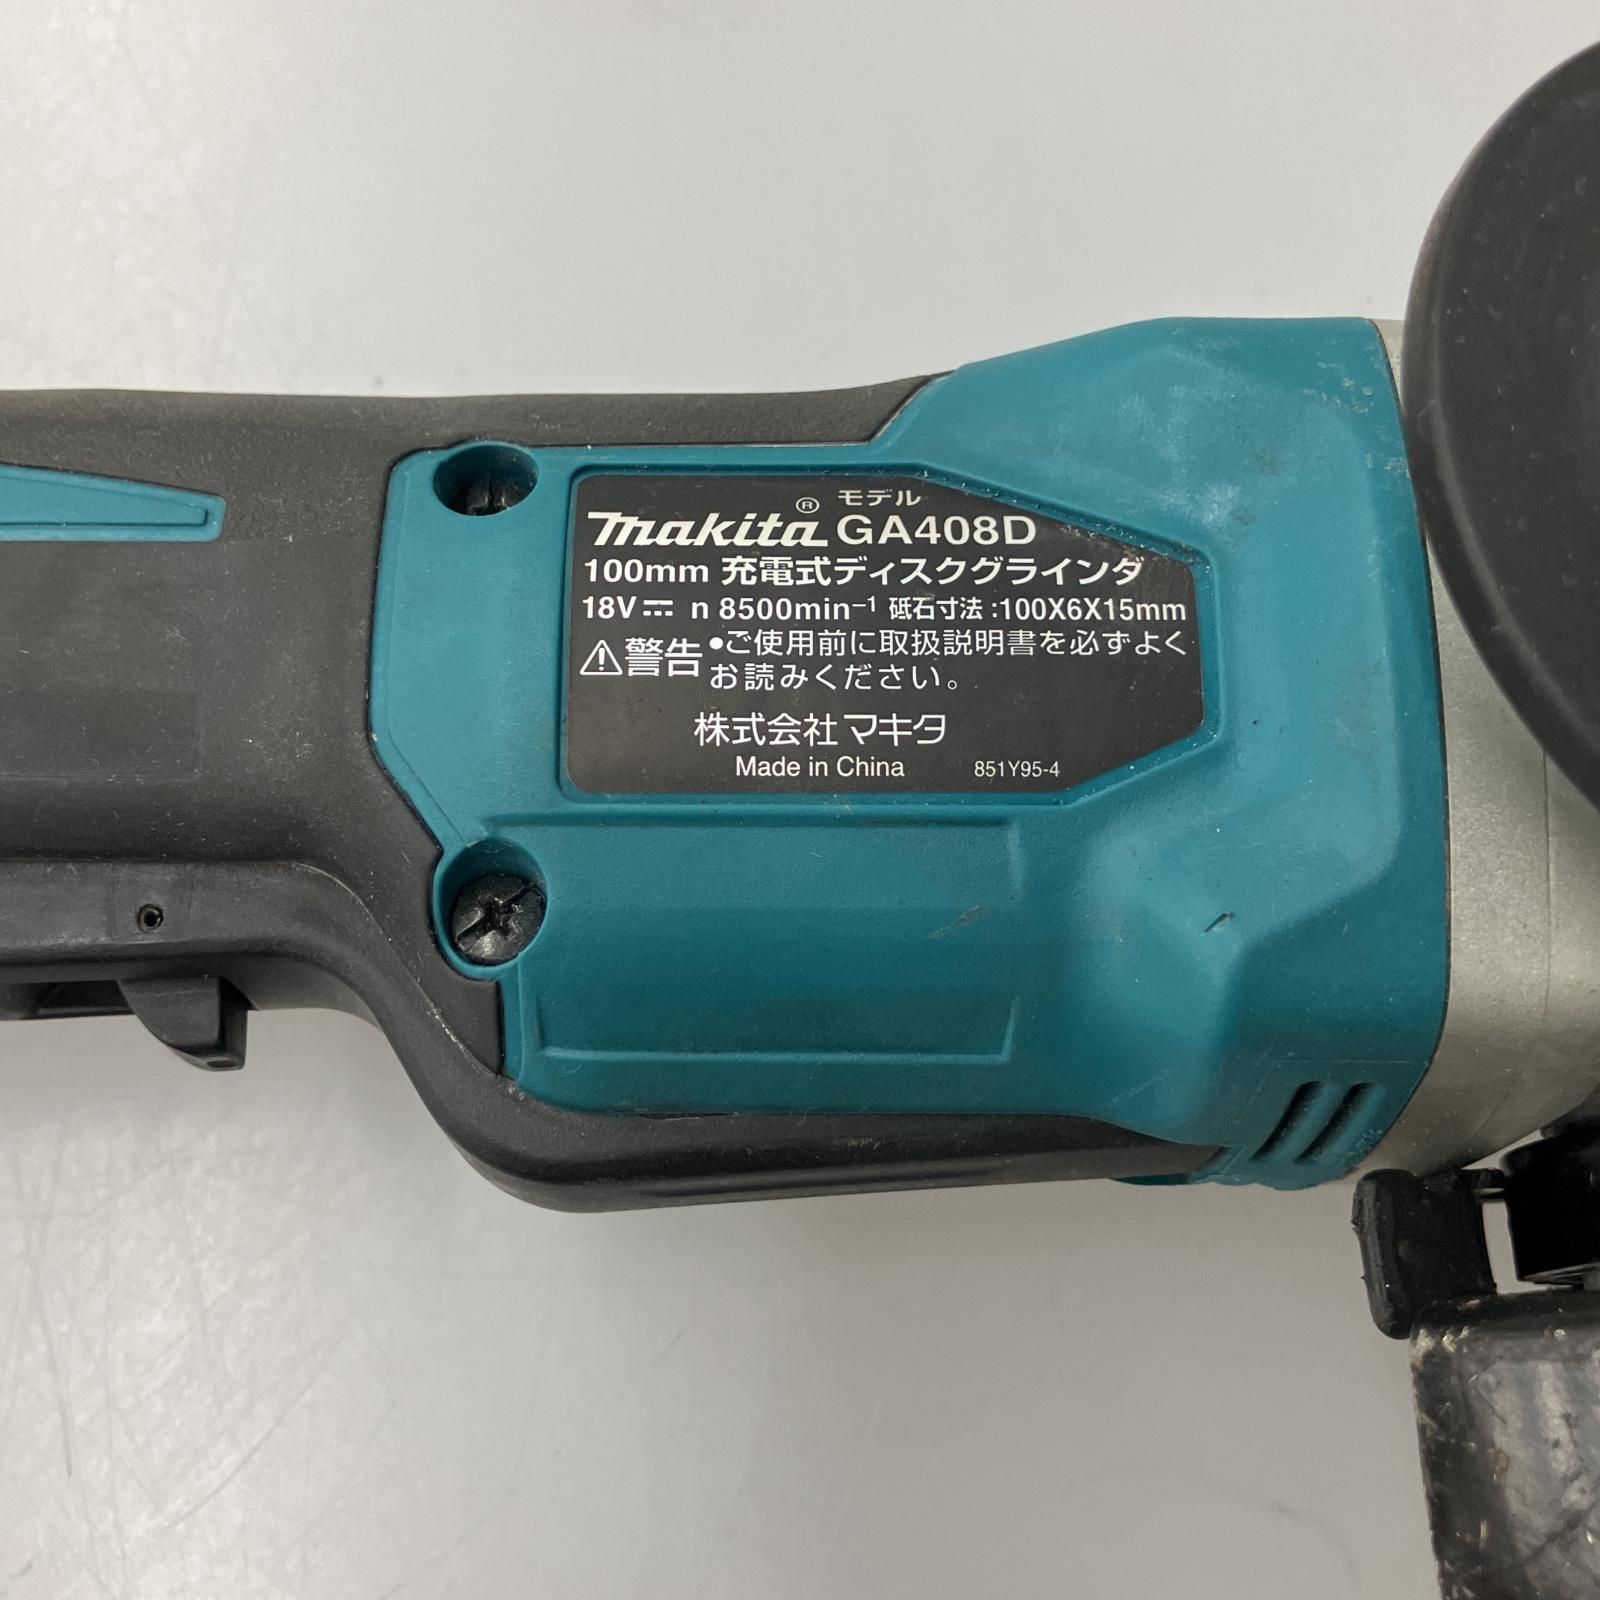 モデル
makita® GA408D
100mm 充電式ディスクグラインダ
18V⎓ n 8500min⁻¹ 砥石寸法:100X6X15mm
⚠警告 •ご使用前に取扱説明書を必ずよく
お読みください。
株式会社マキタ
Made in China 851Y95-4